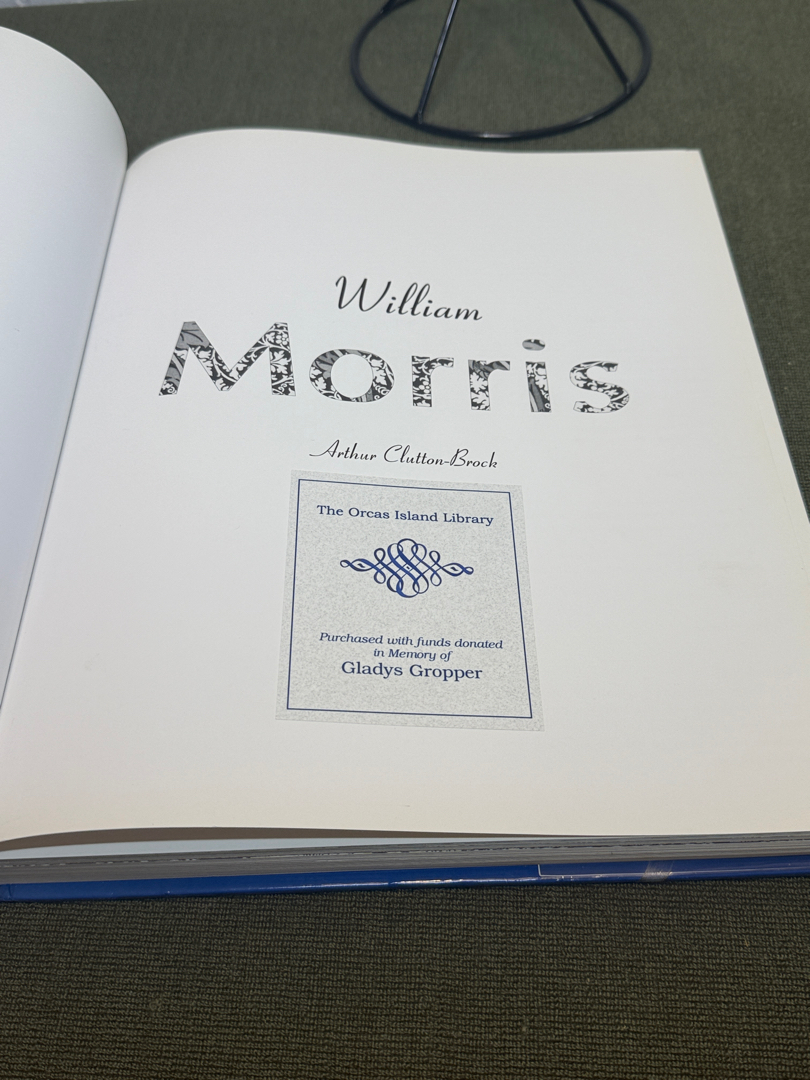 William
Morris
Arthur Clutton-Brock
The Orcas Island Library
Purchased with funds donated
in Memory of
Gladys Gropper